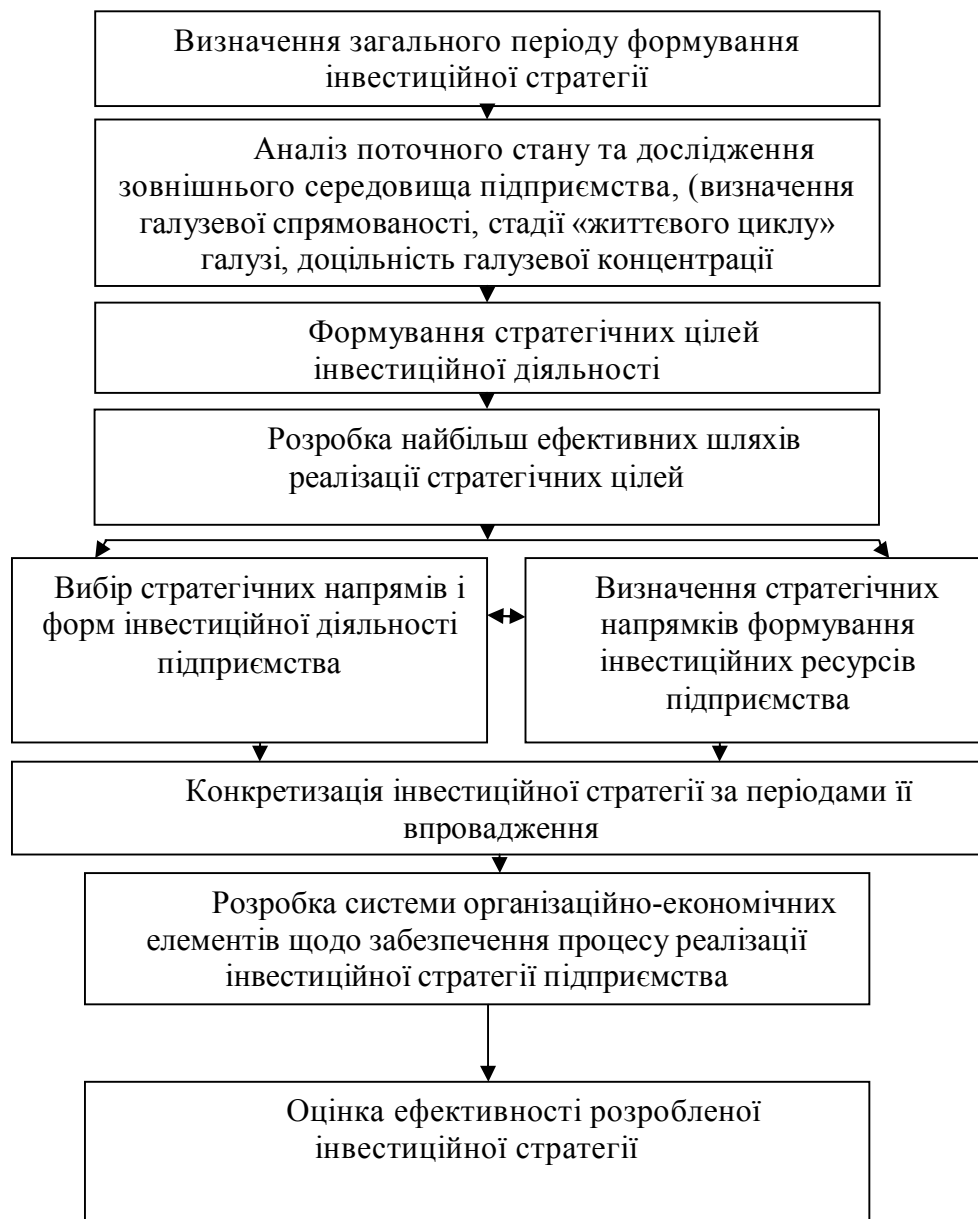 Визначення загального періоду формування
інвестиційної стратегії
Аналіз поточного стану та дослідження
зовнішнього середовища підприємства, (визначення
галузевої спрямованості, стадії «життєвого циклу»
галузі, доцільність галузевої концентрації
Формування стратегічних цілей
інвестиційної діяльності
Розробка найбільш ефективних шляхів
реалізації стратегічних цілей
Вибір стратегічних напрямів і
форм інвестиційної діяльності
підприємства
Визначення стратегічних
напрямків формування
інвестиційних ресурсів
підприємства
Конкретизація інвестиційної стратегії за періодами її
впровадження
Розробка системи організаційно-економічних
елементів щодо забезпечення процесу реалізації
інвестиційної стратегії підприємства
Оцінка ефективності розробленої
інвестиційної стратегії